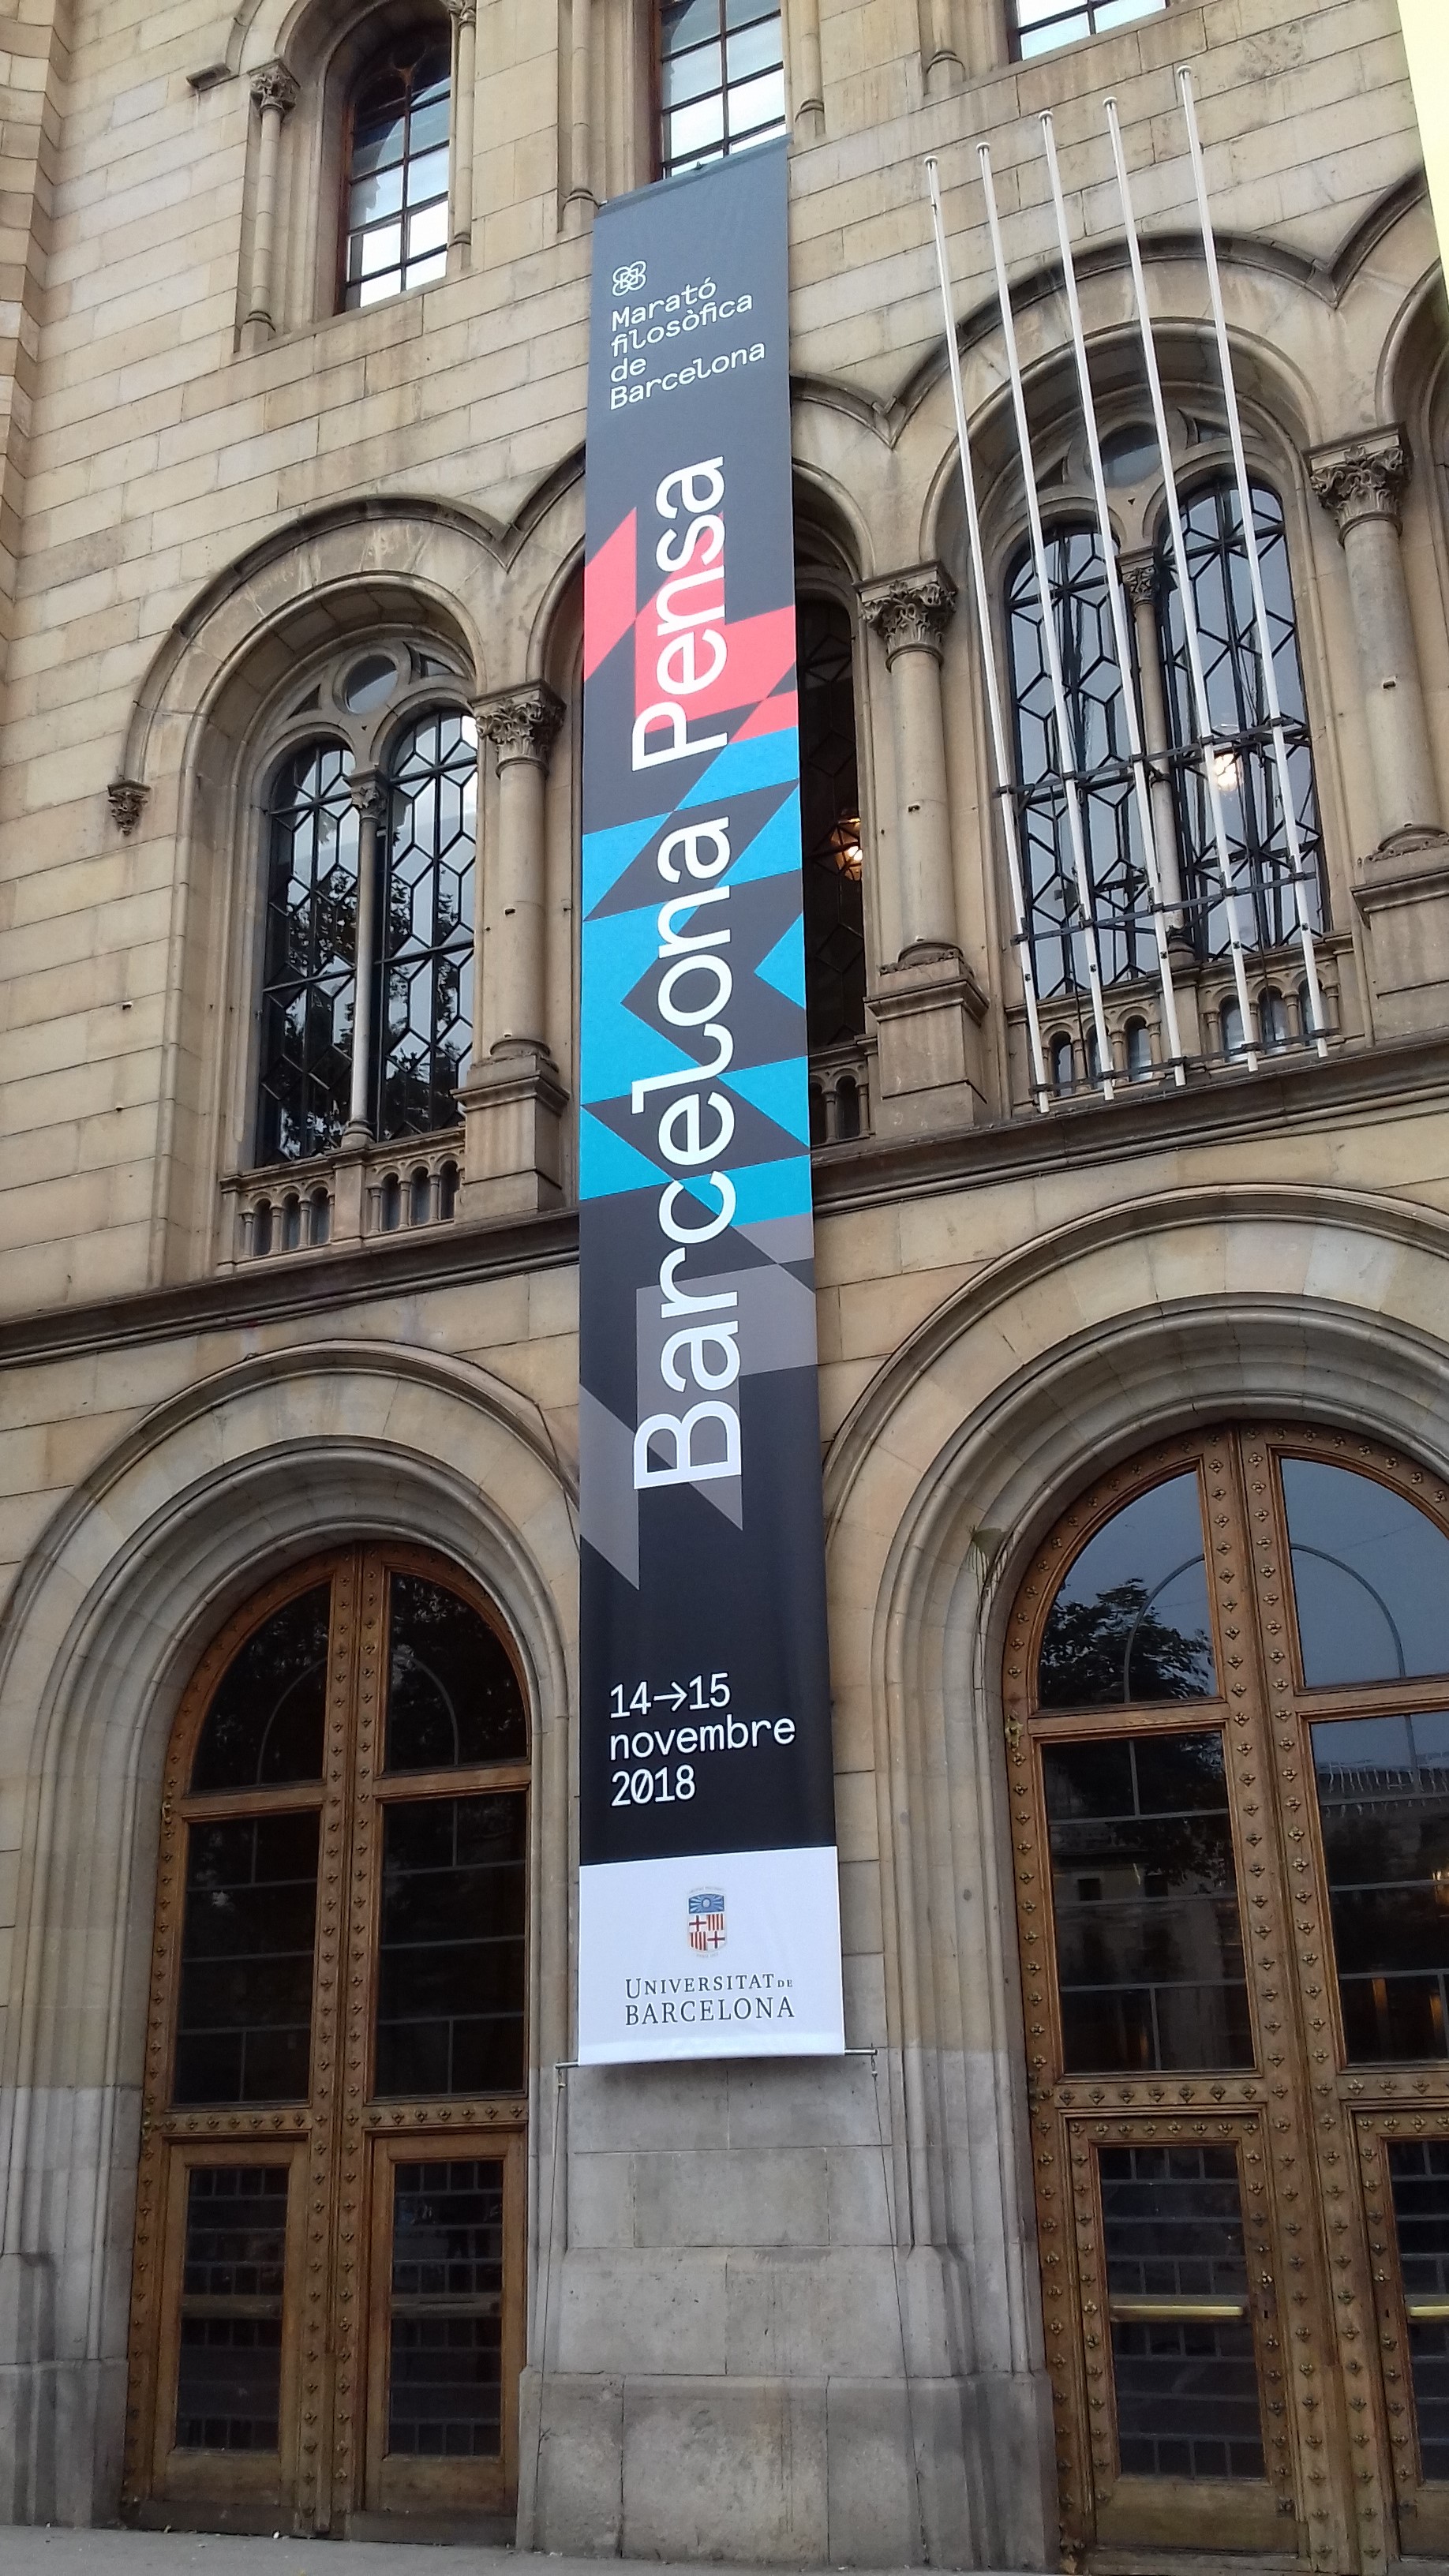 Marató
filosòfica
de
Barcelona
Barcelona Pensa
14→15
novembre
2018
UNIVERSITAT DE
BARCELONA